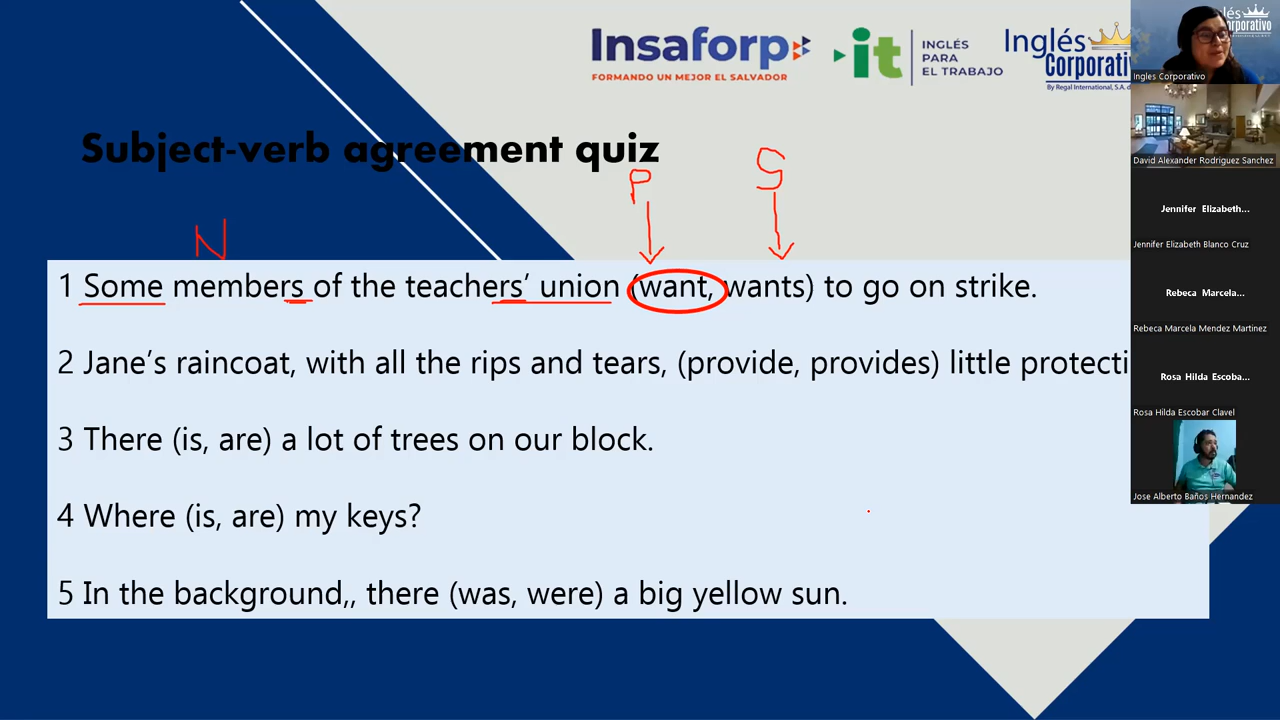 Insaforp
FORMANDO UN MEJOR EL SALVADOR
it
INGLÉS
PARA
EL TRABAJO
Inglés
Corporativ
By Regal International, S.A. d
glés
Corporativo
Ingles Corporativo
David Alexander Rodriguez Sanchez
Jennifer Elizabeth...
Jennifer Elizabeth Blanco Cruz
Rebeca Marcela...
Rebeca Marcela Mendez Martinez
Rosa Hilda Escoba...
Rosa Hilda Escobar Clavel
Jose Alberto Baños Hernandez
Subject-verb agreement quiz
P
S
N
1 Some members of the teachers’ union (want, wants) to go on strike.
2 Jane’s raincoat, with all the rips and tears, (provide, provides) little protecti
3 There (is, are) a lot of trees on our block.
4 Where (is, are) my keys?
5 In the background,, there (was, were) a big yellow sun.